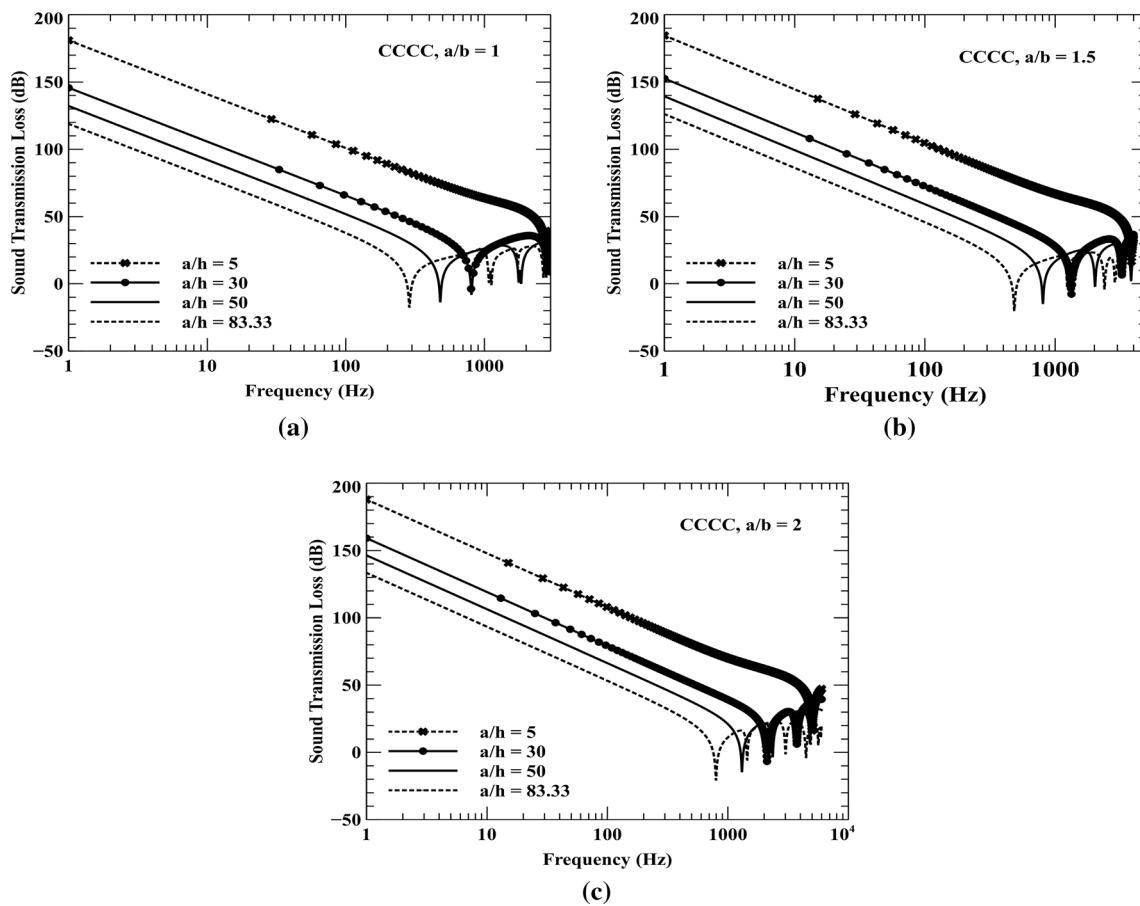 (a)
200
150
100
50
0
−50
Sound Transmission Loss (dB)
CCCC, a/b = 1
a/h = 5
a/h = 30
a/h = 50
a/h = 83.33
1 10 100 1000
Frequency (Hz)
(a)
(b)
200
150
100
50
0
−50
Sound Transmission Loss (dB)
CCCC, a/b = 1.5
a/h = 5
a/h = 30
a/h = 50
a/h = 83.33
1 10 100 1000
Frequency (Hz)
(b)
200
150
100
50
0
−50
Sound Transmission Loss (dB)
CCCC, a/b = 2
a/h = 5
a/h = 30
a/h = 50
a/h = 83.33
1 10 100 1000 10⁴
Frequency (Hz)
(c)